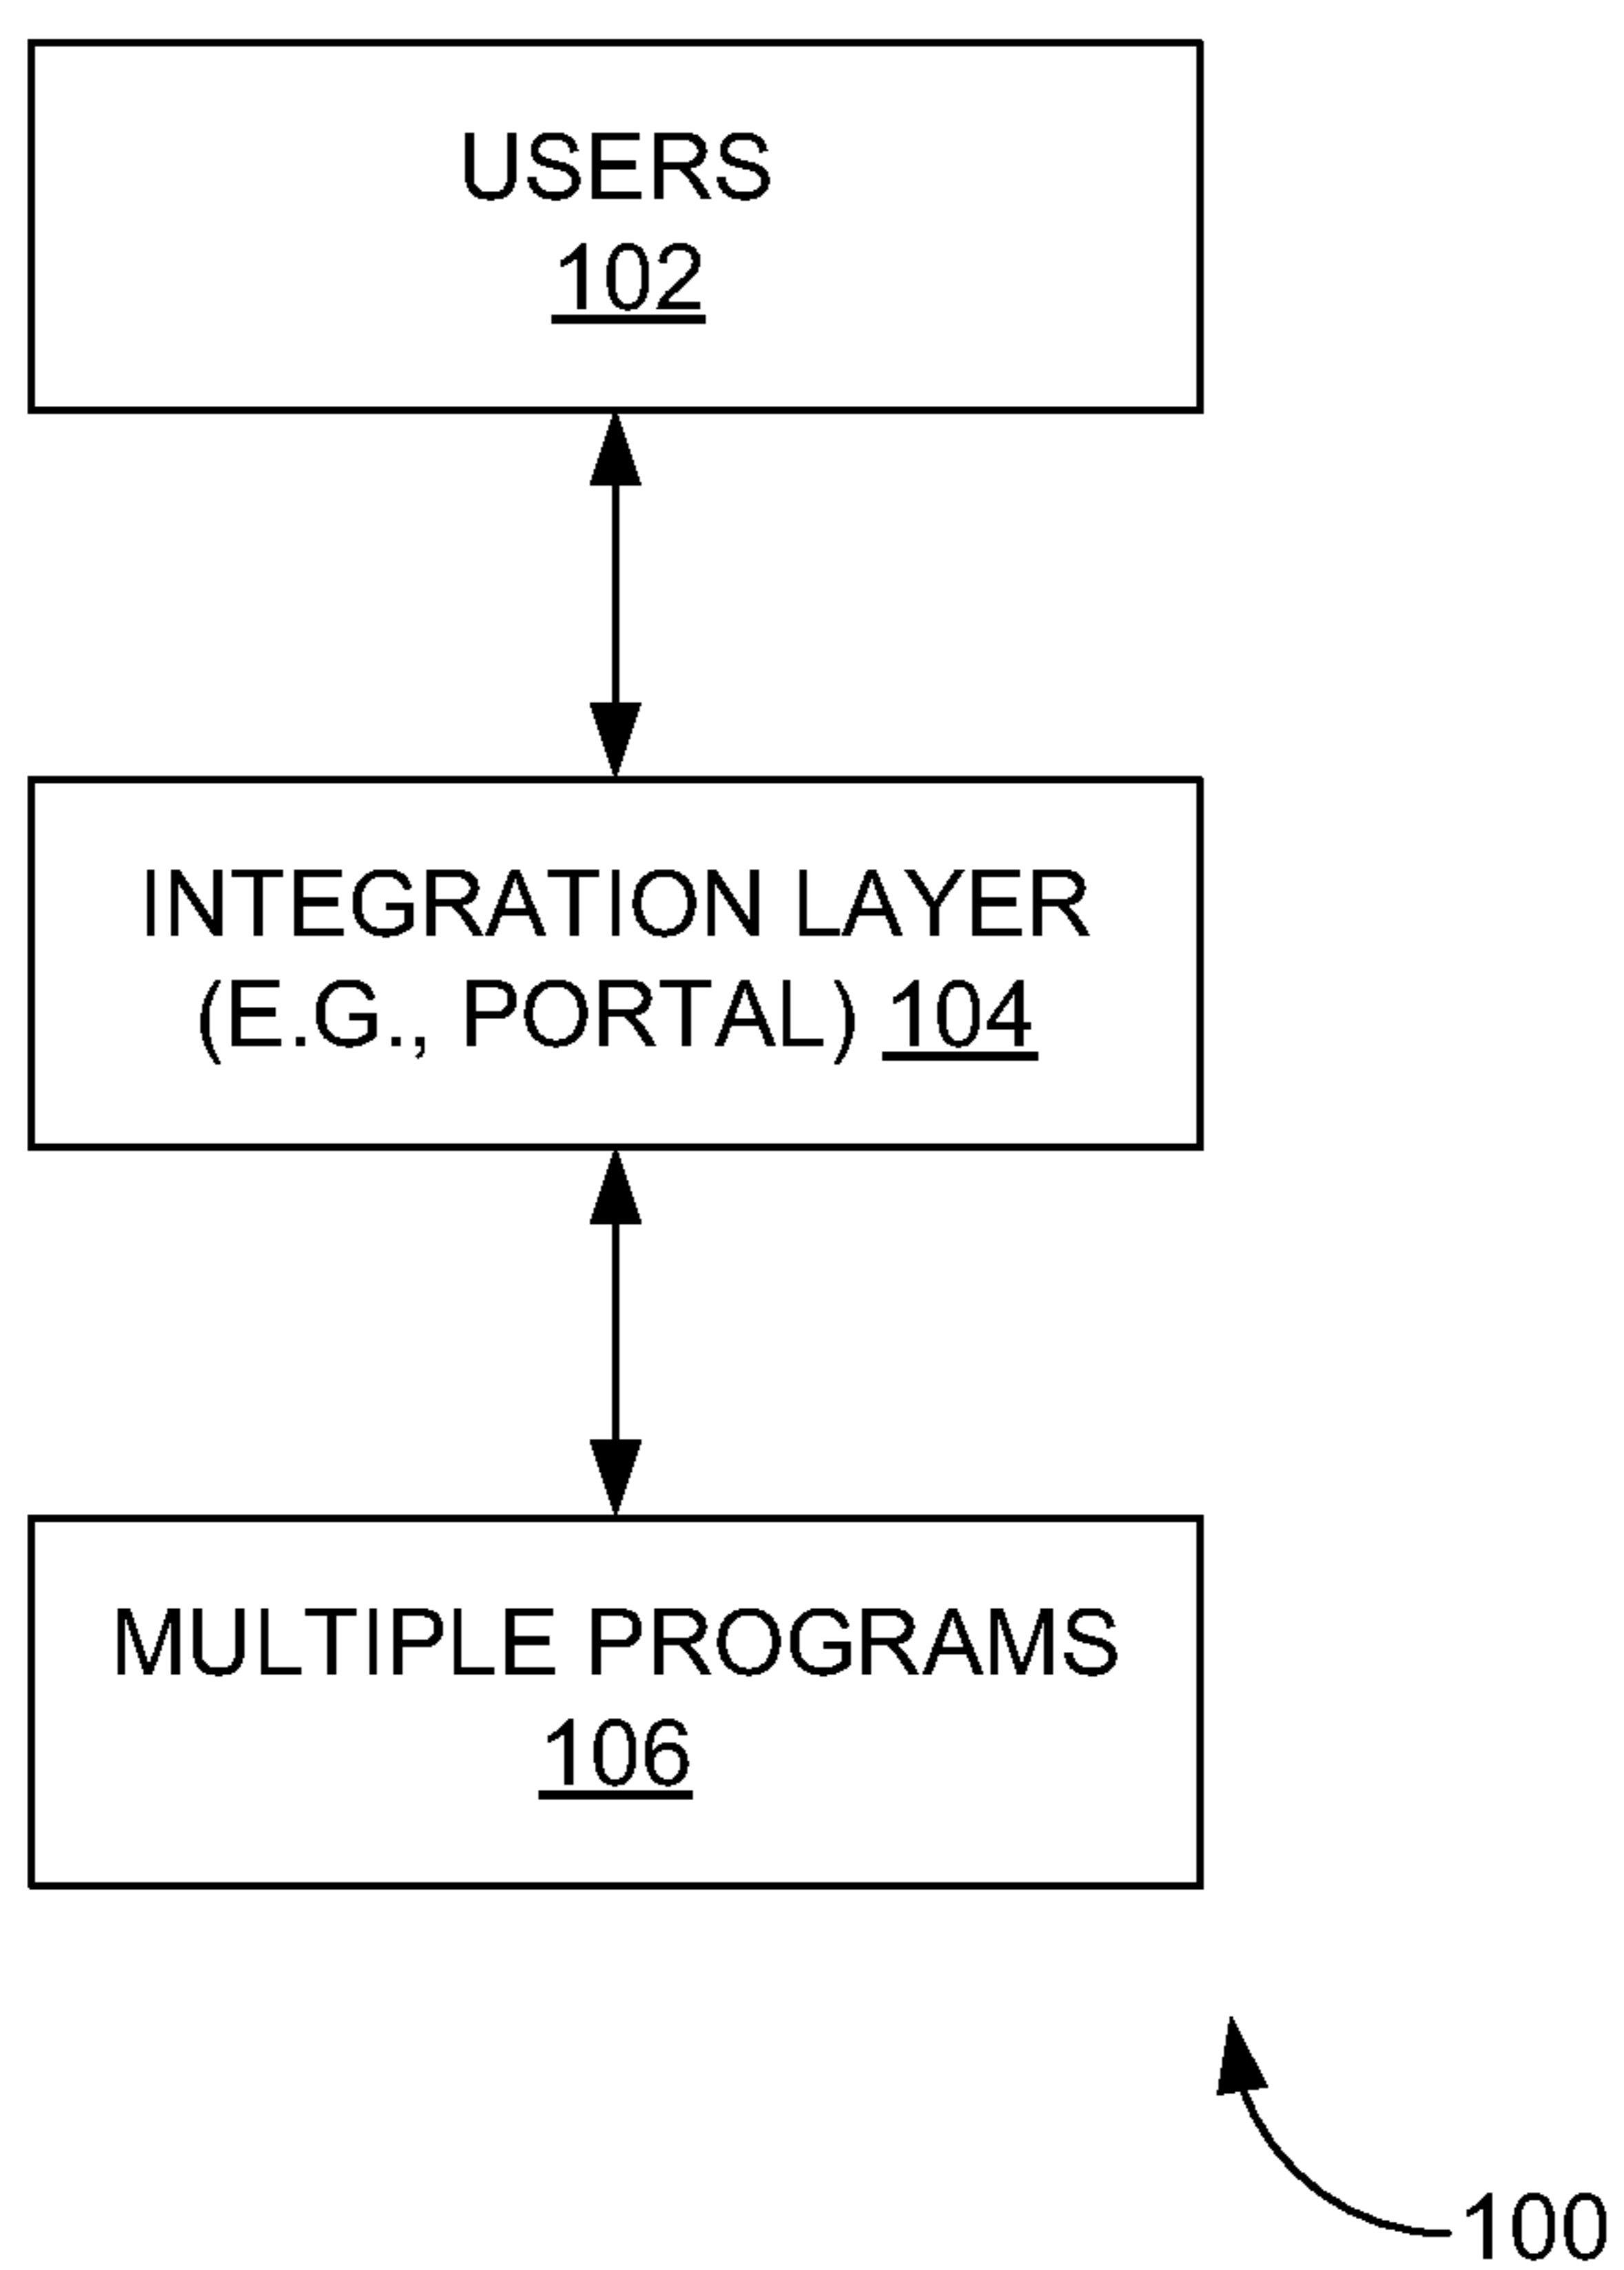 USERS
102
INTEGRATION LAYER
(E.G., PORTAL) 104
MULTIPLE PROGRAMS
106
100